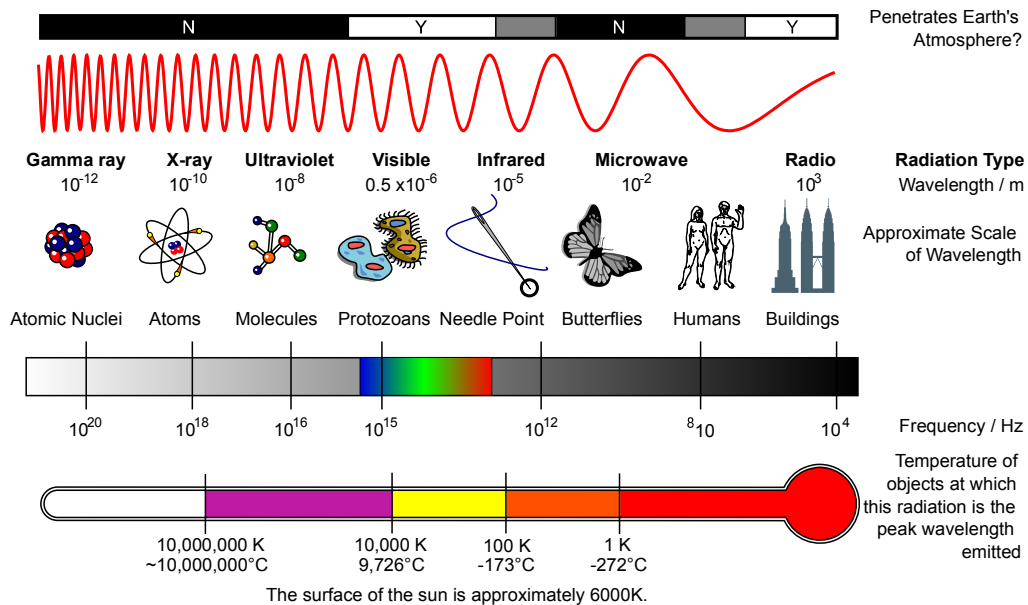 N Y N Y
Penetrates Earth's
Atmosphere?
Gamma ray X-ray Ultraviolet Visible Infrared Microwave Radio Radiation Type
10⁻¹² 10⁻¹⁰ 10⁻⁸ 0.5 x10⁻⁶ 10⁻⁵ 10⁻² 10³ Wavelength / m
Approximate Scale
of Wavelength
Atomic Nuclei Atoms Molecules Protozoans Needle Point Butterflies Humans Buildings
10²⁰ 10¹⁸ 10¹⁶ 10¹⁵ 10¹² ⁸10 10⁴ Frequency / Hz
Temperature of
objects at which
this radiation is the
peak wavelength
emitted
10,000,000 K 10,000 K 100 K 1 K
~10,000,000°C 9,726°C -173°C -272°C
The surface of the sun is approximately 6000K.